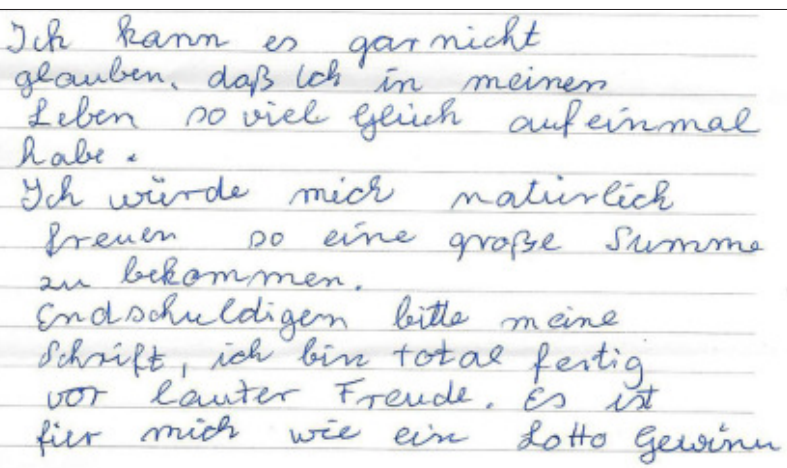 Ich kann es gar nicht
glauben, daß Ich in meinen
Leben so viel Glück auf einmal
habe.
Ich würde mich natürlich
freuen so eine große Summe
zu bekommen.
Endschuldigen bitte meine
Schrift, ich bin total fertig
vor lauter Freude. Es ist
für mich wie ein Lotto Gewinn